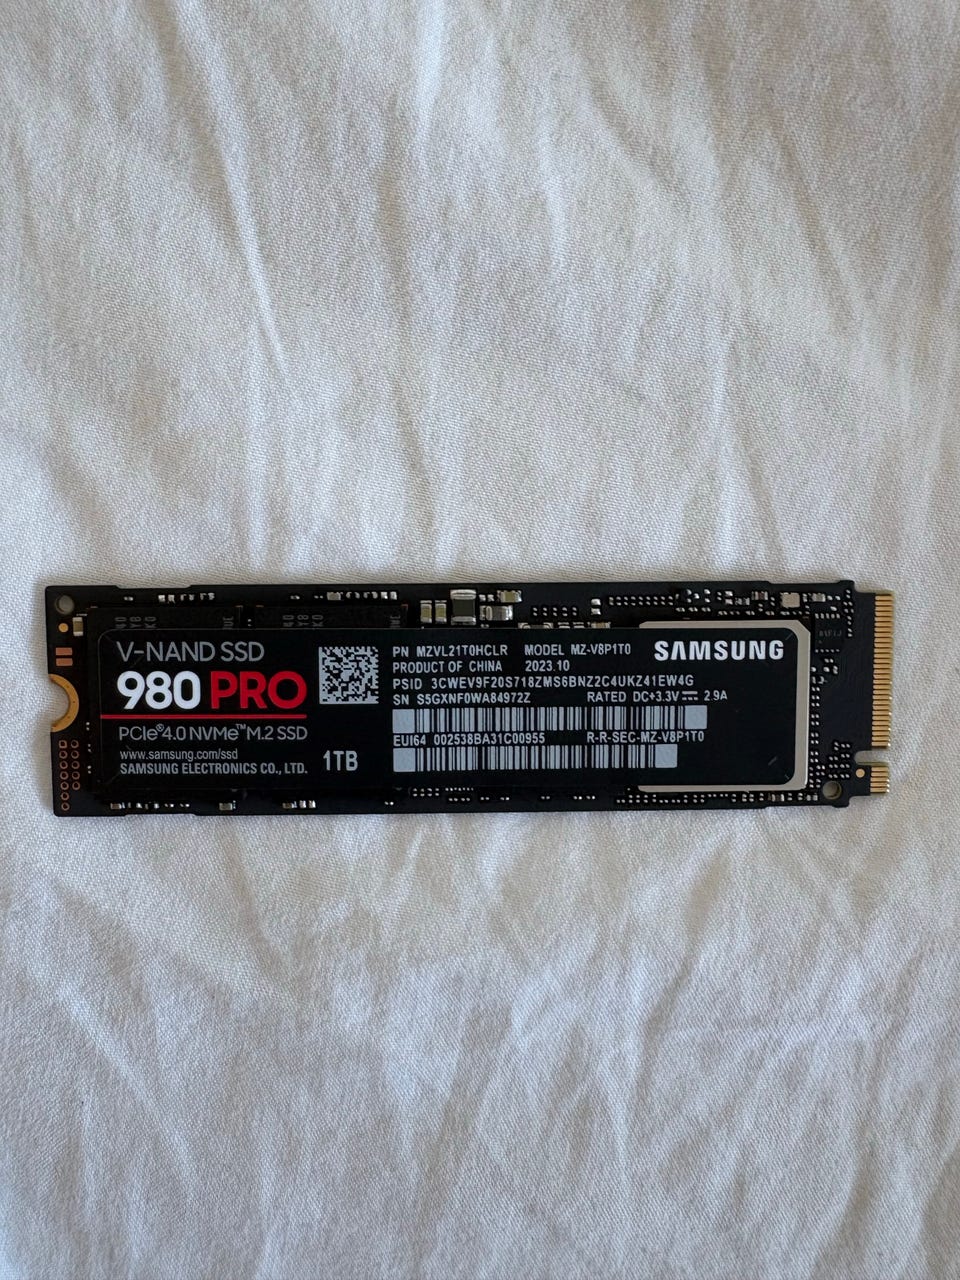 V-NAND SSD
980 PRO
PCIe®4.0 NVMe™M.2 SSD
www.samsung.com/ssd
SAMSUNG ELECTRONICS CO., LTD.
1TB
PN MZVL21T0HCLR MODEL MZ-V8P1T0
PRODUCT OF CHINA 2023.10
PSID 3CWEV9F20S718ZMS6BNZ2C4UKZ41EW4G
SN S5GXNF0WA84972Z RATED DC+3.3V⎓ 2.9A
EUI64 002538BA31C00955 R-R-SEC-MZ-V8P1T0
SAMSUNG